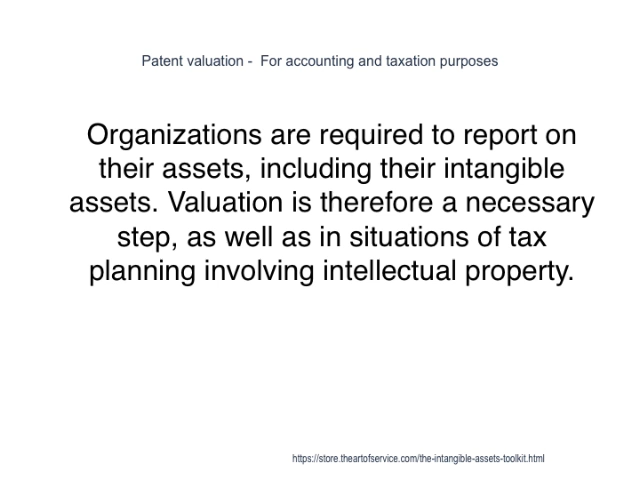 Patent valuation -  For accounting and taxation purposes
Organizations are required to report on
their assets, including their intangible
assets. Valuation is therefore a necessary
step, as well as in situations of tax
planning involving intellectual property.
https://store.theartofservice.com/the-intangible-assets-toolkit.html